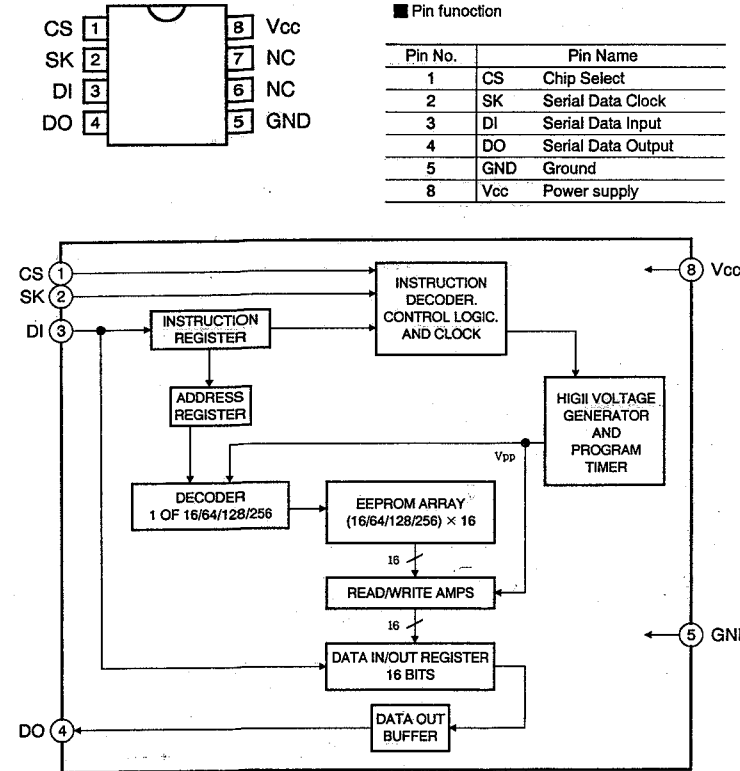 CS 1
SK 2
DI 3
DO 4
8 Vcc
7 NC
6 NC
5 GND
■ Pin funoction
Pin No. Pin Name
1 CS Chip Select
2 SK Serial Data Clock
3 DI Serial Data Input
4 DO Serial Data Output
5 GND Ground
8 Vcc Power supply
CS 1
SK 2
DI 3
8 Vcc
INSTRUCTION
DECODER.
CONTROL LOGIC.
AND CLOCK
INSTRUCTION
REGISTER
ADDRESS
REGISTER
HIGII VOLTAGE
GENERATOR
AND
PROGRAM
TIMER
Vpp
DECODER
1 OF 16/64/128/256
EEPROM ARRAY
(16/64/128/256) × 16
16
READ/WRITE AMPS
16
5 GND
DATA IN/OUT REGISTER
16 BITS
DO 4
DATA OUT
BUFFER